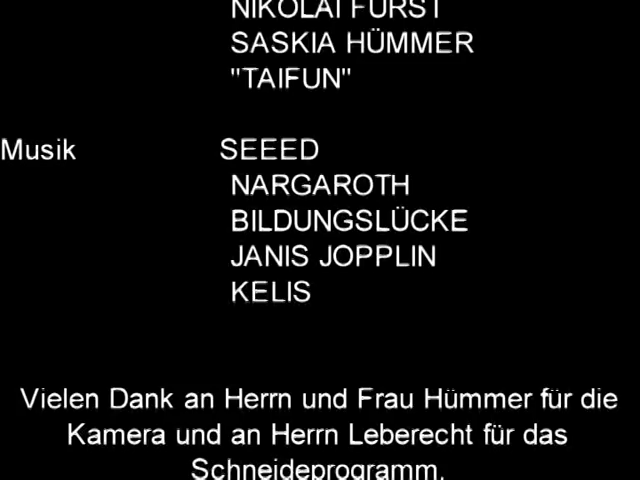 NIKOLAI FÜRST
SASKIA HÜMMER
"TAIFUN"
Musik SEEED
NARGAROTH
BILDUNGSLÜCKE
JANIS JOPPLIN
KELIS
Vielen Dank an Herrn und Frau Hümmer für die
Kamera und an Herrn Leberecht für das
Schneideprogramm.